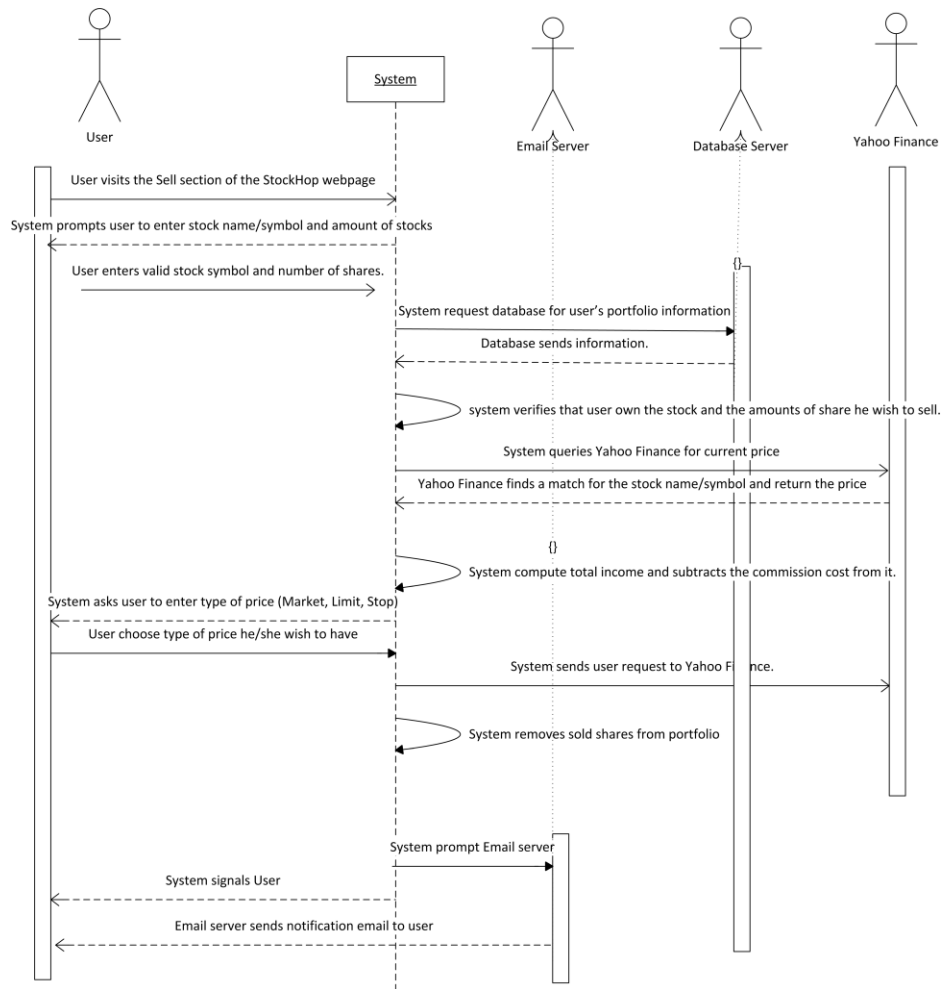 System
User
Email Server
Database Server
Yahoo Finance
User visits the Sell section of the StockHop webpage
System prompts user to enter stock name/symbol and amount of stocks
{}
User enters valid stock symbol and number of shares.
System request database for user’s portfolio information
Database sends information.
system verifies that user own the stock and the amounts of share he wish to sell.
System queries Yahoo Finance for current price
Yahoo Finance finds a match for the stock name/symbol and return the price
{}
System compute total income and subtracts the commission cost from it.
System asks user to enter type of price (Market, Limit, Stop)
User choose type of price he/she wish to have
System sends user request to Yahoo Finance.
System removes sold shares from portfolio
System prompt Email server
System signals User
Email server sends notification email to user